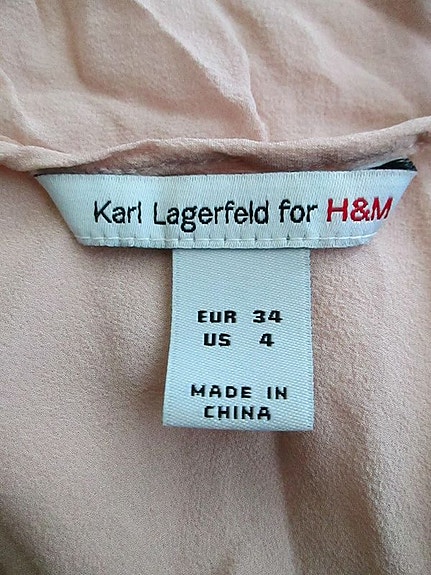 Karl Lagerfeld for H&M
EUR 34
US 4
MADE IN
CHINA